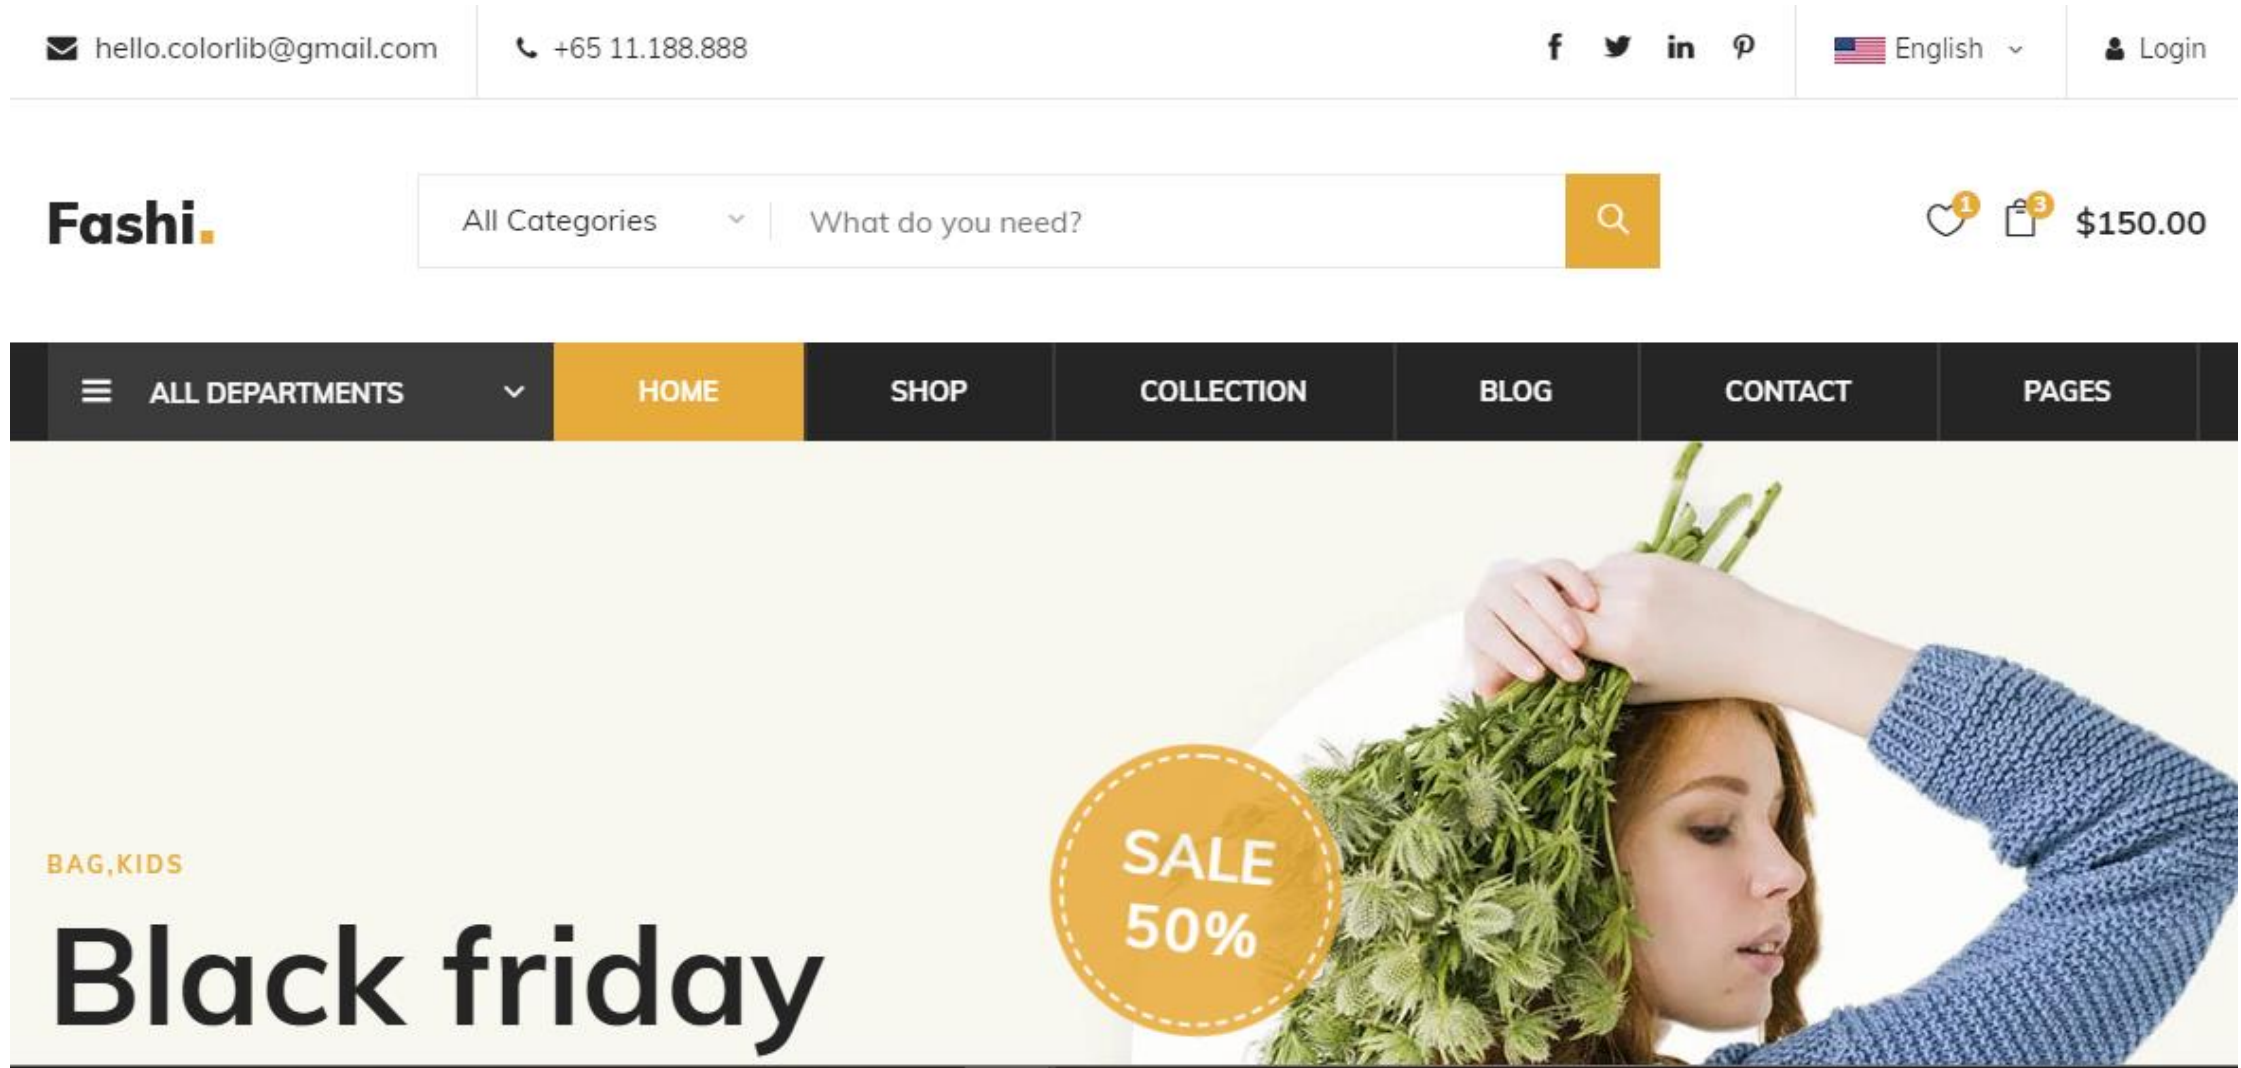 hello.colorlib@gmail.com
+65 11.188.888
f in
English
Login
Fashi.
All Categories
What do you need?
1
3
$150.00
ALL DEPARTMENTS
HOME
SHOP
COLLECTION
BLOG
CONTACT
PAGES
BAG,KIDS
Black friday
SALE
50%